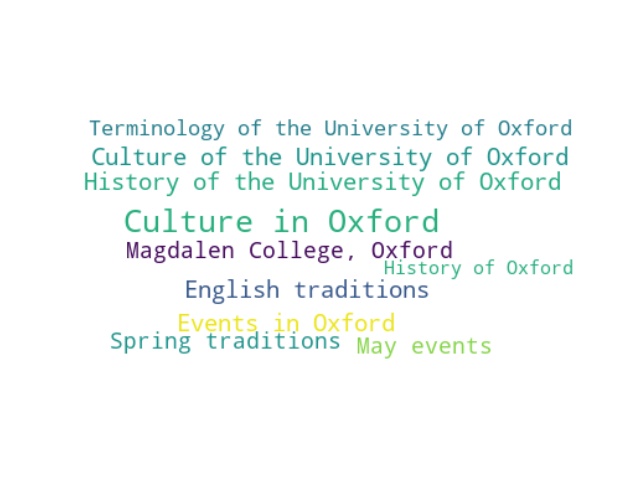 Terminology of the University of Oxford
Culture of the University of Oxford
History of the University of Oxford
Culture in Oxford
Magdalen College, Oxford
History of Oxford
English traditions
Events in Oxford
Spring traditions
May events